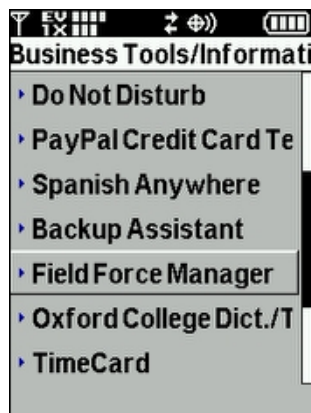 EV
1X
Business Tools/Informati
Do Not Disturb
PayPal Credit Card Te
Spanish Anywhere
Backup Assistant
Field Force Manager
Oxford College Dict./T
TimeCard